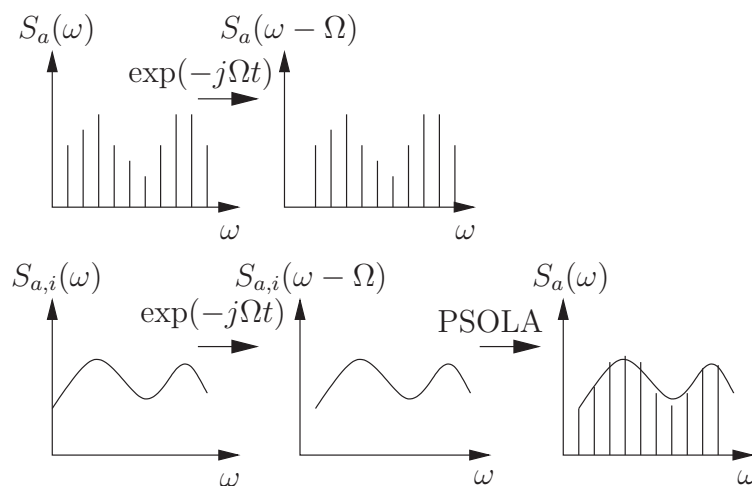 S_a(ω)
S_a(ω − Ω)
exp(−jΩt)
ω
ω
S_{a,i}(ω)
S_{a,i}(ω − Ω)
S_a(ω)
exp(−jΩt)
PSOLA
ω
ω
ω